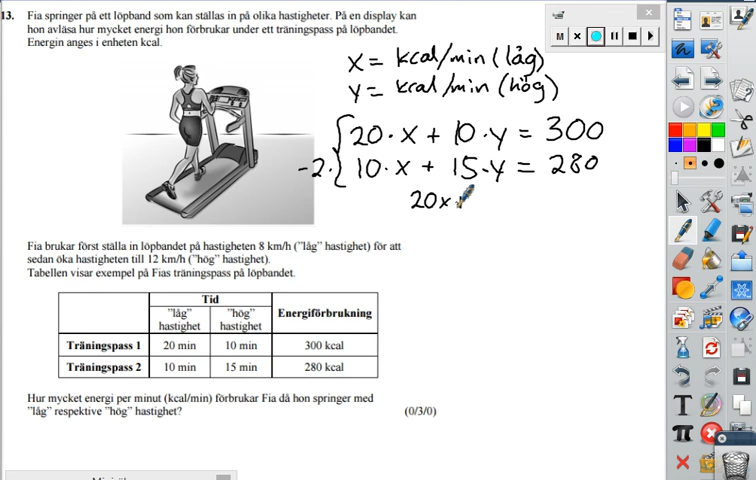 13. Fia springer på ett löpband som kan ställas in på olika hastigheter. På en display kan
hon avläsa hur mycket energi hon förbrukar under ett träningspass på löpbandet.
Energin anges i enheten kcal.
x = kcal/min (låg)
y = kcal/min (hög)
20·x + 10·y = 300
-2· 10·x + 15·y = 280
20x
Fia brukar först ställa in löpbandet på hastigheten 8 km/h ("låg" hastighet) för att
sedan öka hastigheten till 12 km/h ("hög" hastighet).
Tabellen visar exempel på Fias träningspass på löpbandet.
Tid
"låg" hastighet "hög" hastighet Energiförbrukning
Träningspass 1 20 min 10 min 300 kcal
Träningspass 2 10 min 15 min 280 kcal
Hur mycket energi per minut (kcal/min) förbrukar Fia då hon springer med
"låg" respektive "hög" hastighet? (0/3/0)